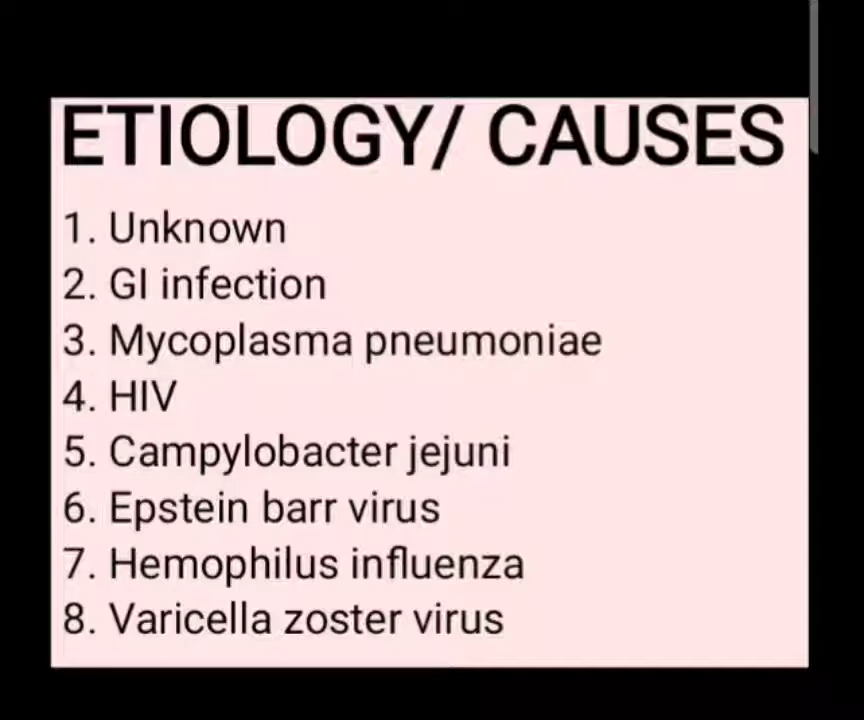 ETIOLOGY/ CAUSES
1. Unknown
2. GI infection
3. Mycoplasma pneumoniae
4. HIV
5. Campylobacter jejuni
6. Epstein barr virus
7. Hemophilus influenza
8. Varicella zoster virus